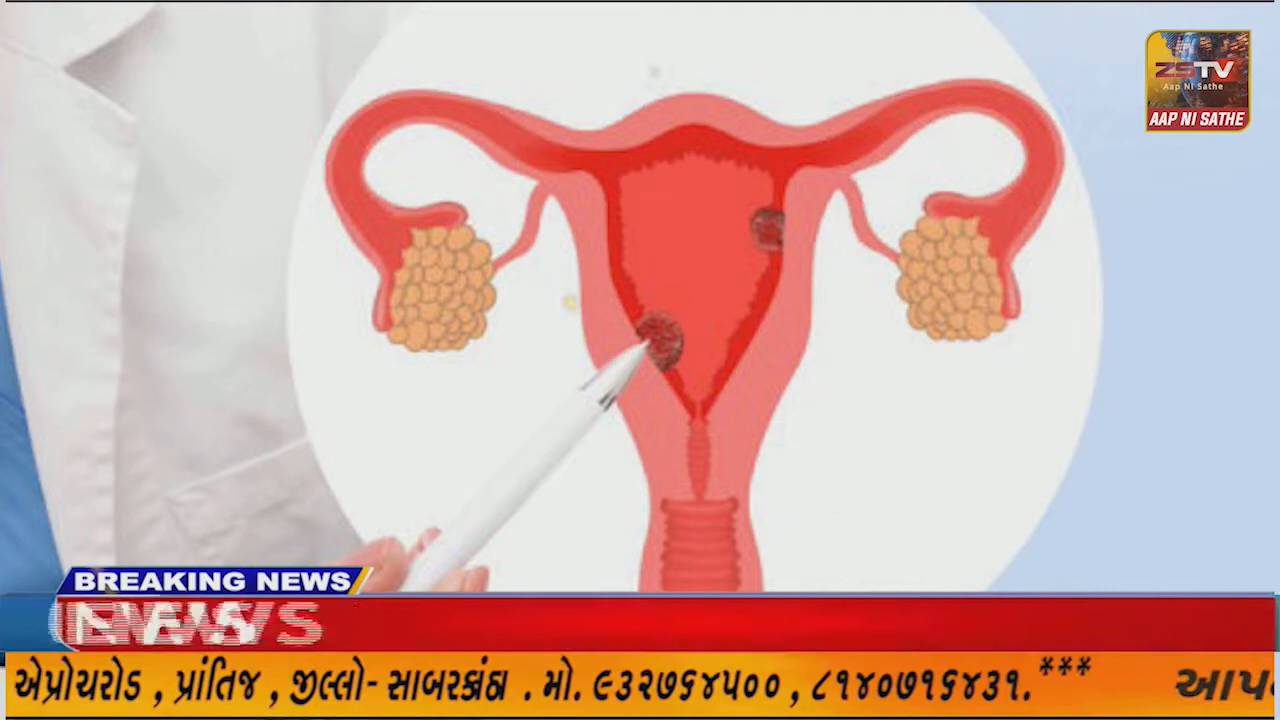 ZSTV
Aap Ni Sathe
AAP NI SATHE
BREAKING NEWS
NEWS
એપ્રોચરોડ , પ્રાંતિજ , જીલ્લો- સાબરકાંઠા . મો. ૯૩૨૭૬૪૫૦૦ , ૮૧૪૦૭૧૬૪૩૧.***